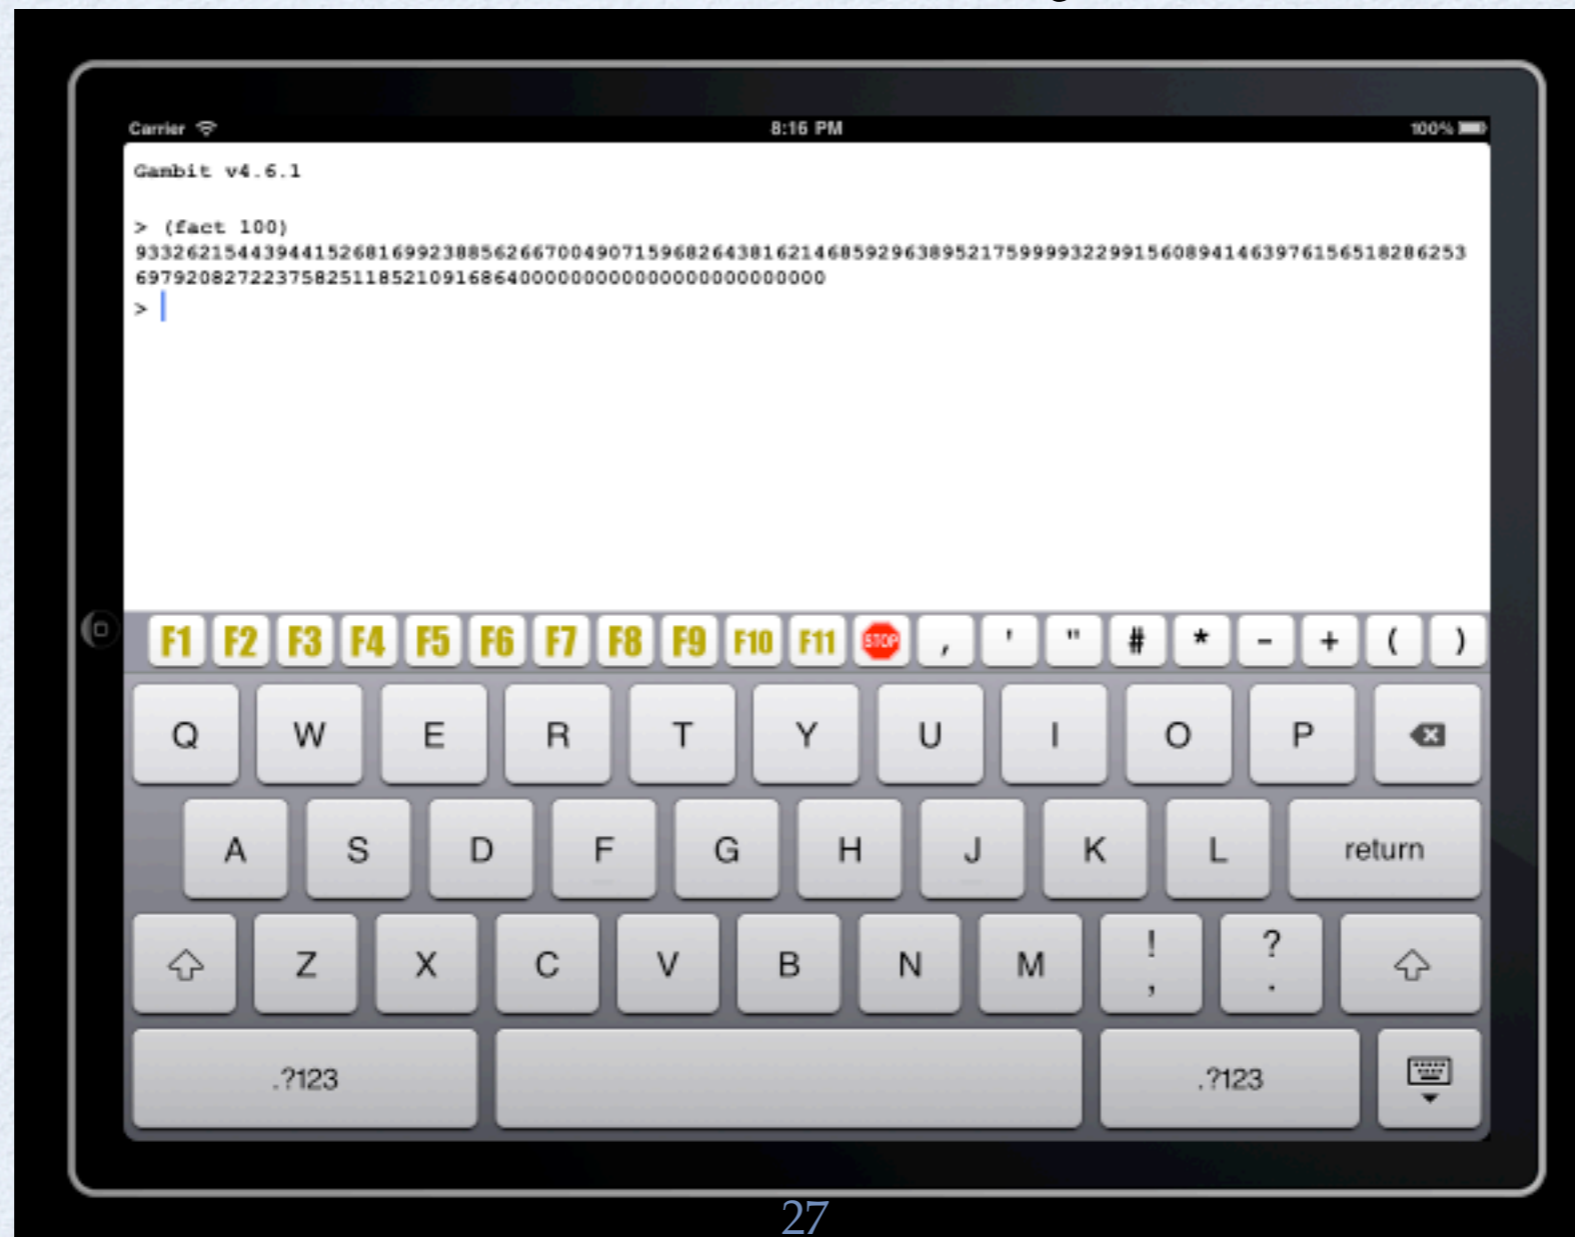 Carrier 8:16 PM 100%
Gambit v4.6.1
> (fact 100)
93326215443944152681699238856266700490715968264381621468592963895217599993229915608941463976156518286253
697920827223758251185210916864000000000000000000000000
>
F1 F2 F3 F4 F5 F6 F7 F8 F9 F10 F11 STOP , ' " # * - + ( )
Q W E R T Y U I O P
A S D F G H J K L return
Z X C V B N M ! , ? .
.?123 .?123
27